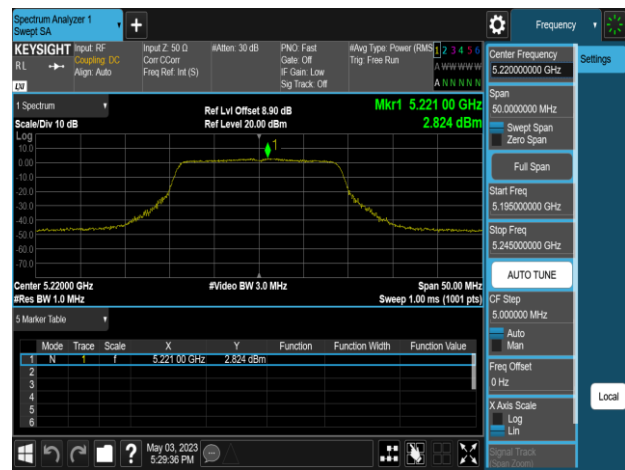 Spectrum Analyzer 1
Swept SA
+
Frequency
KEYSIGHT
RL
Input: RF
Coupling: DC
Align: Auto
Input Z: 50 Ω
Corr CCorr
Freq Ref: Int (S)
#Atten: 30 dB
PNO: Fast
Gate: Off
IF Gain: Low
Sig Track: Off
#Avg Type: Power (RMS
Trig: Free Run
1 2 3 4 5 6
A W W W W W
A N N N N N
LXI
1 Spectrum
Scale/Div 10 dB
Ref Lvl Offset 8.90 dB
Ref Level 20.00 dBm
Mkr1 5.221 00 GHz
2.824 dBm
Log
10.0
0.00
-10.0
-20.0
-30.0
-40.0
-50.0
-60.0
-70.0
1
Center 5.22000 GHz
#Res BW 1.0 MHz
#Video BW 3.0 MHz
Span 50.00 MHz
Sweep 1.00 ms (1001 pts)
5 Marker Table
Mode Trace Scale X Y Function Function Width Function Value
1 N 1 f 5.221 00 GHz 2.824 dBm
2
3
4
5
6
May 03, 2023
5:29:36 PM
?
Center Frequency
5.220000000 GHz
Settings
Span
50.0000000 MHz
Swept Span
Zero Span
Full Span
Start Freq
5.195000000 GHz
Stop Freq
5.245000000 GHz
AUTO TUNE
CF Step
5.000000 MHz
Auto
Man
Freq Offset
0 Hz
X Axis Scale
Log
Lin
Local
Signal Track
(Span Zoom)